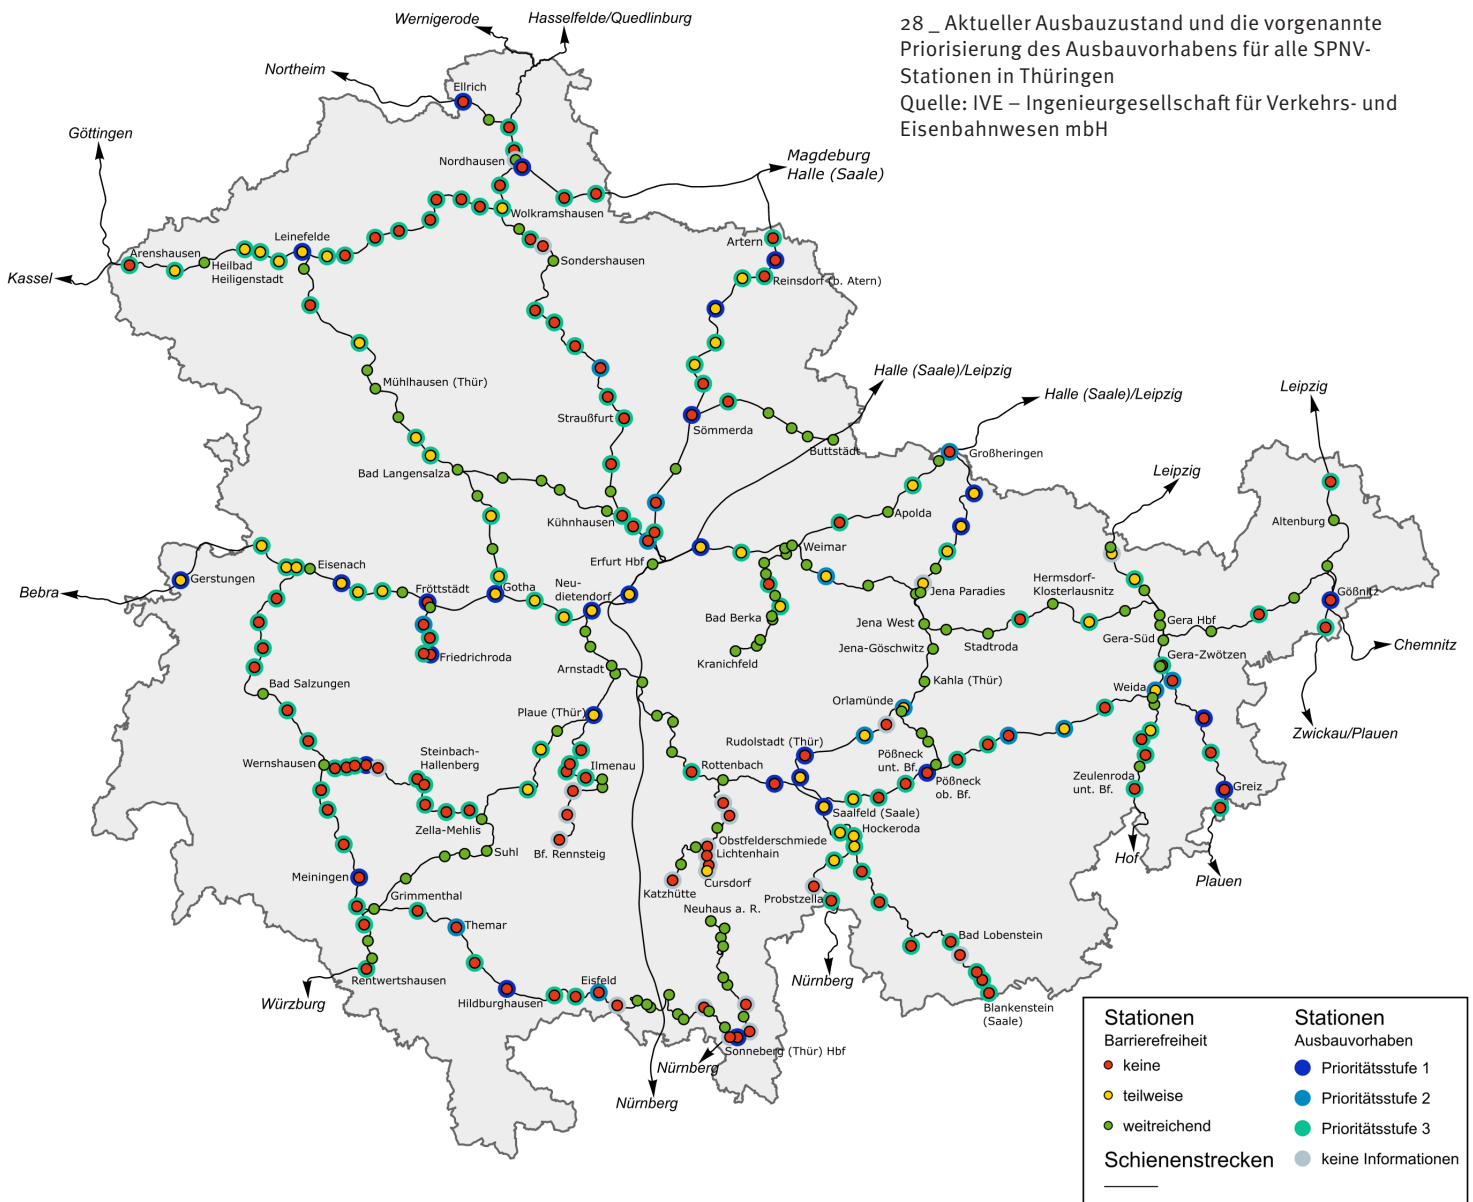 28 _ Aktueller Ausbauzustand und die vorgenannte
Priorisierung des Ausbauvorhabens für alle SPNV-
Stationen in Thüringen
Quelle: IVE – Ingenieurgesellschaft für Verkehrs- und
Eisenbahnwesen mbH
Wernigerode
Hasselfelde/Quedlinburg
Northeim
Ellrich
Göttingen
Nordhausen
Magdeburg
Halle (Saale)
Wolkramshausen
Leinefelde
Arenshausen
Heilbad
Heiligenstadt
Kassel
Sondershausen
Artern
Reinsdorf (b. Atern)
Mühlhausen (Thür)
Halle (Saale)/Leipzig
Halle (Saale)/Leipzig
Leipzig
Straußfurt
Sömmerda
Buttstädt
Großheringen
Leipzig
Bad Langensalza
Kühnhausen
Apolda
Altenburg
Erfurt Hbf
Weimar
Eisenach
Gerstungen
Bebra
Fröttstädt
Gotha
Neu-
dietendorf
Jena Paradies
Hermsdorf-
Klosterlausnitz
Gößnitz
Bad Berka
Jena West
Gera Hbf
Gera-Süd
Stadtroda
Jena-Göschwitz
Kranichfeld
Friedrichroda
Arnstadt
Gera-Zwötzen
Chemnitz
Bad Salzungen
Kahla (Thür)
Weida
Orlamünde
Plaue (Thür)
Zwickau/Plauen
Rudolstadt (Thür)
Pößneck
unt. Bf.
Steinbach-
Hallenberg
Wernshausen
Ilmenau
Rottenbach
Pößneck
ob. Bf.
Zeulenroda
unt. Bf.
Greiz
Saalfeld (Saale)
Zella-Mehlis
Hockeroda
Obstfelderschmiede
Lichtenhain
Bf. Rennsteig
Suhl
Hof
Plauen
Meiningen
Cursdorf
Katzhütte
Grimmenthal
Probstzella
Neuhaus a. R.
Themar
Bad Lobenstein
Rentwertshausen
Nürnberg
Eisfeld
Würzburg
Hildburghausen
Blankenstein
(Saale)
Sonneberg (Thür) Hbf
Nürnberg
Nürnberg
Stationen
Barrierefreiheit
keine
teilweise
weitreichend
Schienenstrecken
Stationen
Ausbauvorhaben
Prioritätsstufe 1
Prioritätsstufe 2
Prioritätsstufe 3
keine Informationen